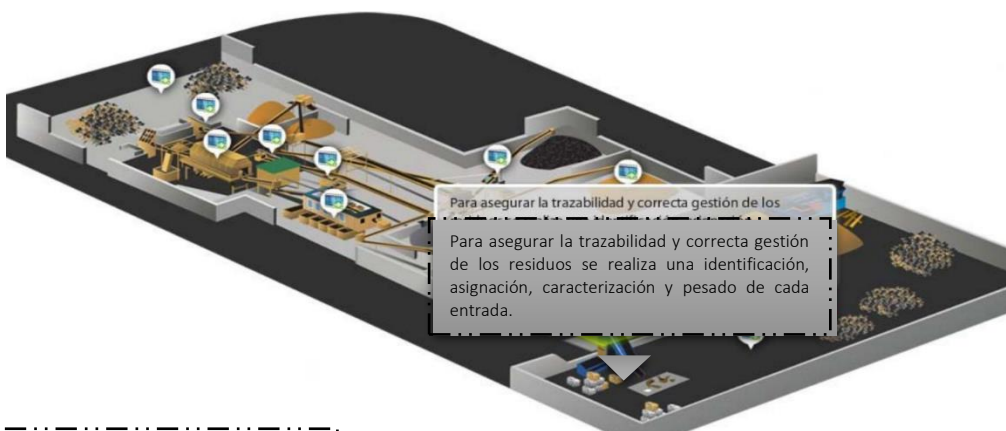 Para asegurar la trazabilidad y correcta gestión de los
Para asegurar la trazabilidad y correcta gestión
de los residuos se realiza una identificación,
asignación, caracterización y pesado de cada
entrada.